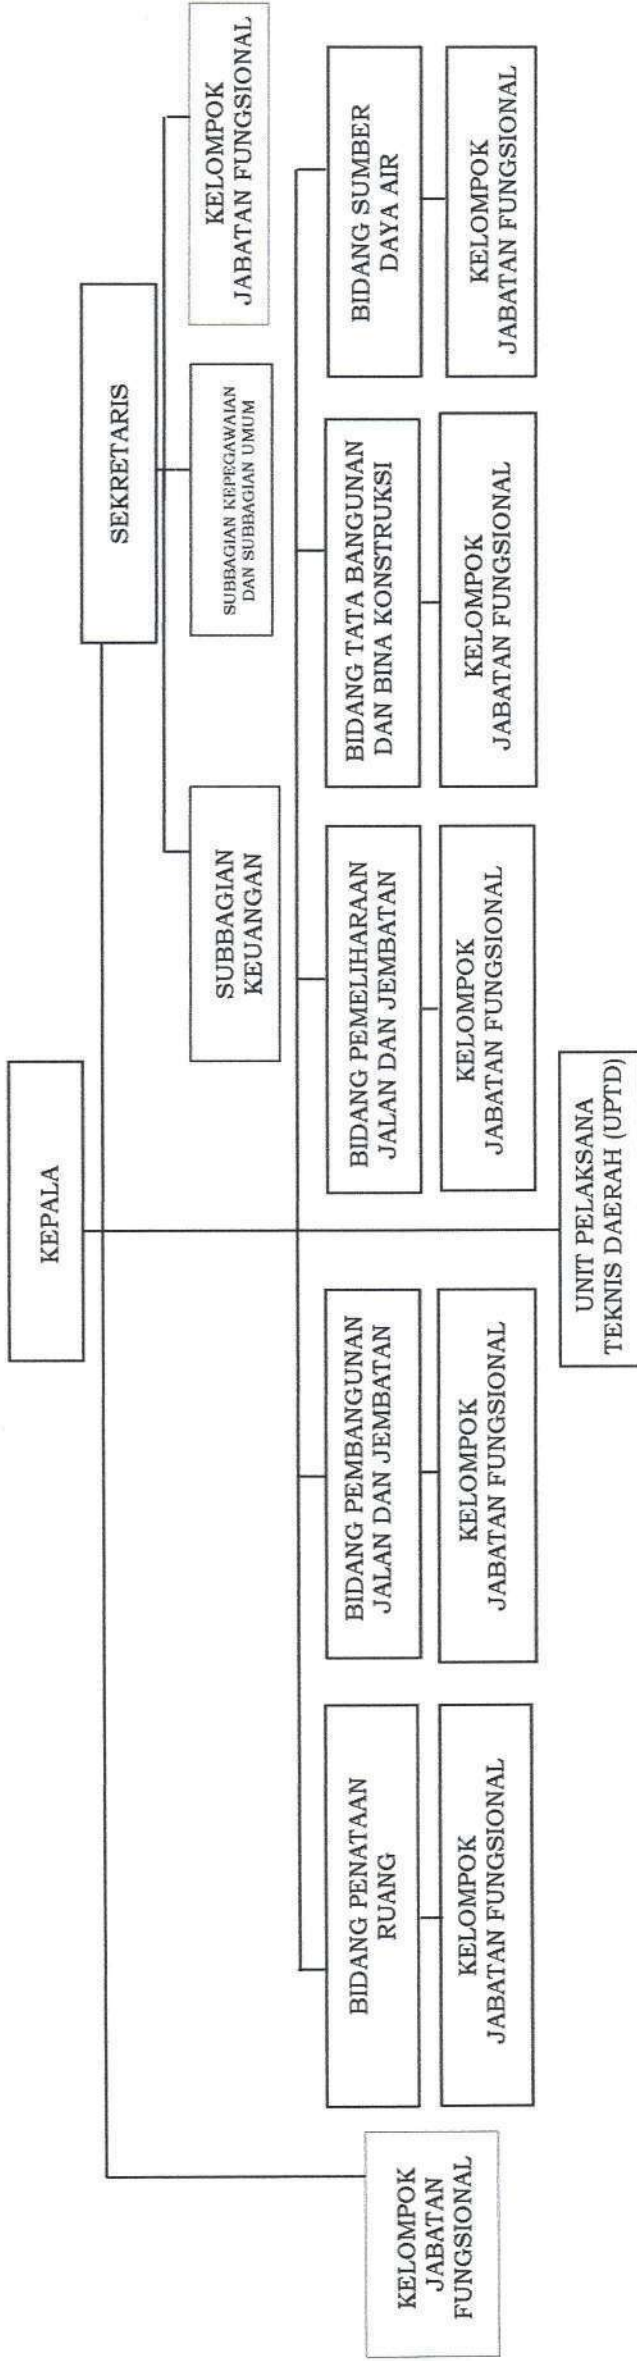 KEPALA
SEKRETARIS
SUBBAGIAN
KEUANGAN
SUBBAGIAN KEPEGAWAIAN
DAN SUBBAGIAN UMUM
KELOMPOK
JABATAN FUNGSIONAL
KELOMPOK
JABATAN
FUNGSIONAL
BIDANG PENATAAN
RUANG
KELOMPOK
JABATAN FUNGSIONAL
BIDANG PEMBANGUNAN
JALAN DAN JEMBATAN
KELOMPOK
JABATAN FUNGSIONAL
BIDANG PEMELIHARAAN
JALAN DAN JEMBATAN
KELOMPOK
JABATAN FUNGSIONAL
BIDANG TATA BANGUNAN
DAN BINA KONSTRUKSI
KELOMPOK
JABATAN FUNGSIONAL
BIDANG SUMBER
DAYA AIR
KELOMPOK
JABATAN FUNGSIONAL
UNIT PELAKSANA
TEKNIS DAERAH (UPTD)